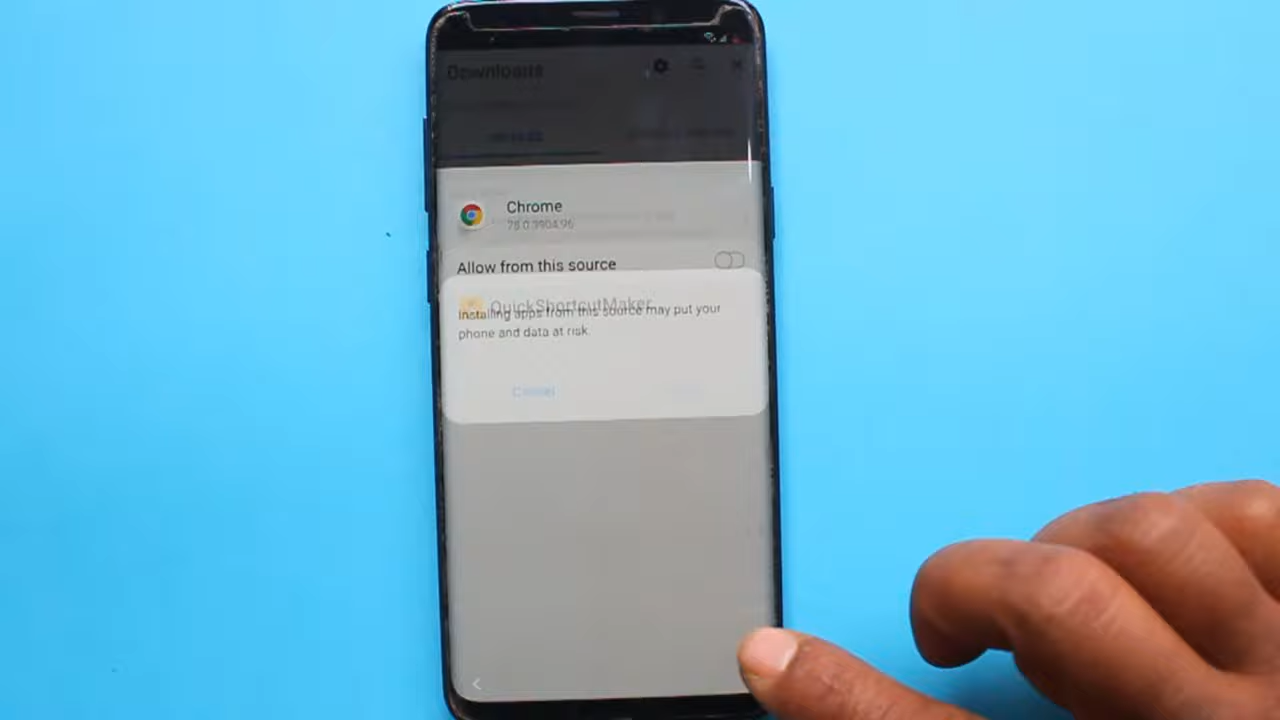 Downloads
Chrome
78.0.3904.96
Allow from this source
QuickShortcutMaker
Installing apps from this source may put your
phone and data at risk.
Cancel